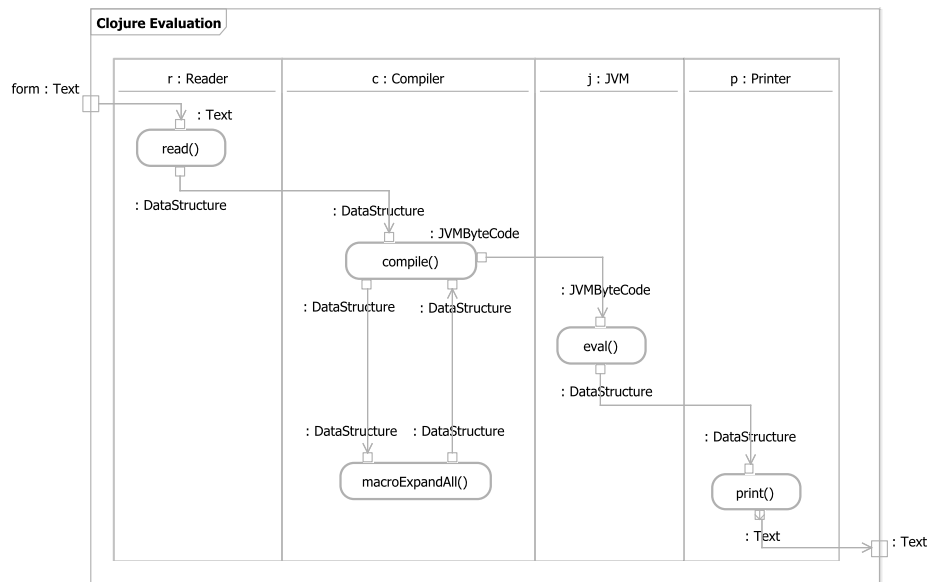 Clojure Evaluation
r : Reader
c : Compiler
j : JVM
p : Printer
form : Text
: Text
read()
: DataStructure
: DataStructure
: JVMByteCode
compile()
: JVMByteCode
: DataStructure
: DataStructure
eval()
: DataStructure
: DataStructure
: DataStructure
: DataStructure
macroExpandAll()
print()
: Text
: Text